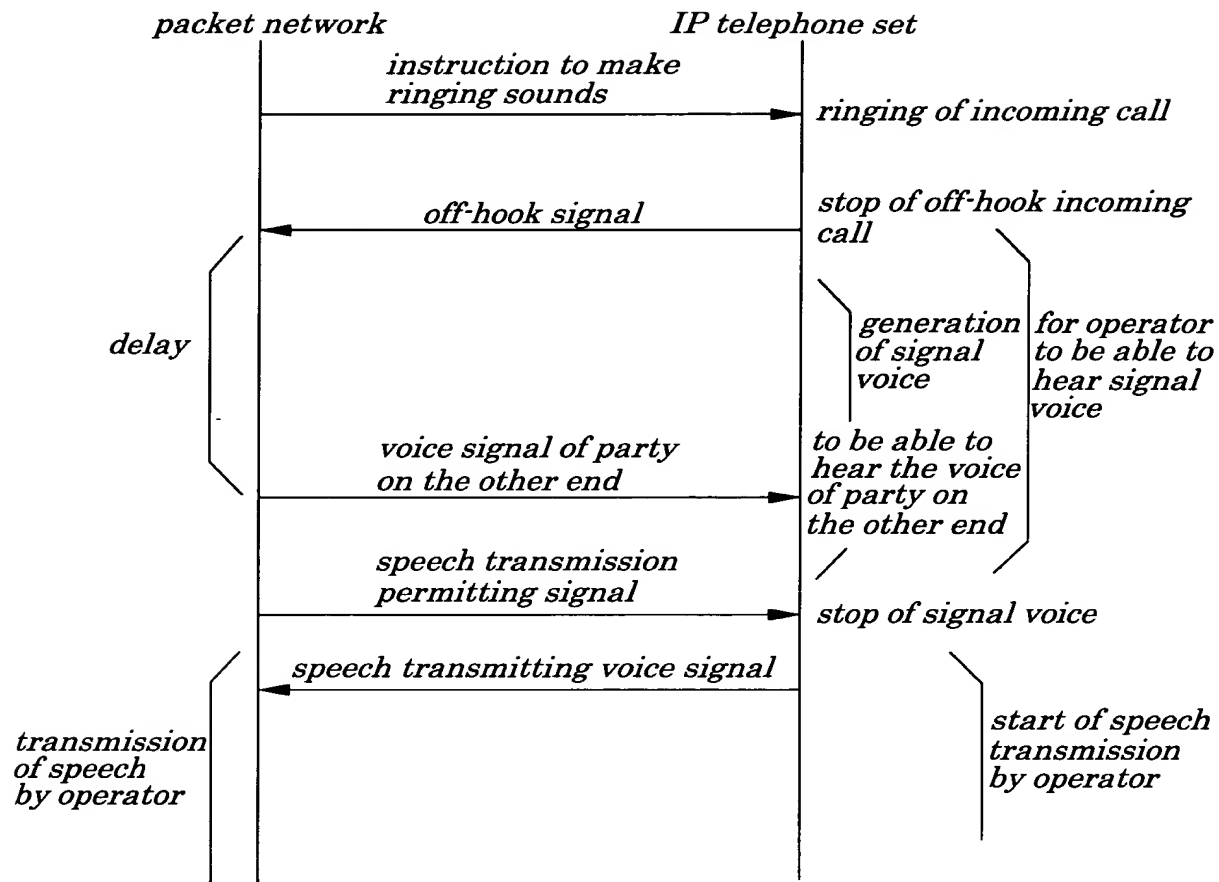 packet network
IP telephone set
instruction to make
ringing sounds
ringing of incoming call
off-hook signal
stop of off-hook incoming
call
delay
generation
of signal
voice
for operator
to be able to
hear signal
voice
voice signal of party
on the other end
to be able to
hear the voice
of party on
the other end
speech transmission
permitting signal
stop of signal voice
speech transmitting voice signal
transmission
of speech
by operator
start of speech
transmission
by operator